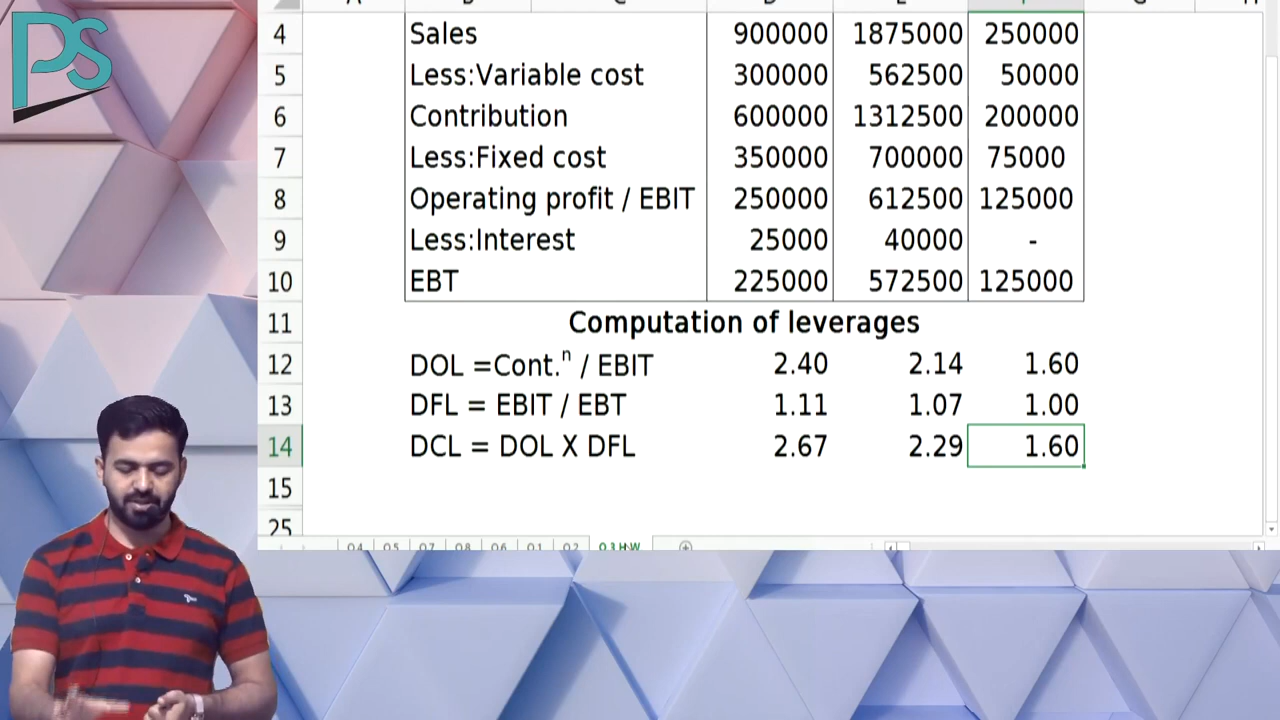 PS
4 Sales 900000 1875000 250000
5 Less:Variable cost 300000 562500 50000
6 Contribution 600000 1312500 200000
7 Less:Fixed cost 350000 700000 75000
8 Operating profit / EBIT 250000 612500 125000
9 Less:Interest 25000 40000 -
10 EBT 225000 572500 125000
11 Computation of leverages
12 DOL =Cont.ⁿ / EBIT 2.40 2.14 1.60
13 DFL = EBIT / EBT 1.11 1.07 1.00
14 DCL = DOL X DFL 2.67 2.29 1.60
15
25